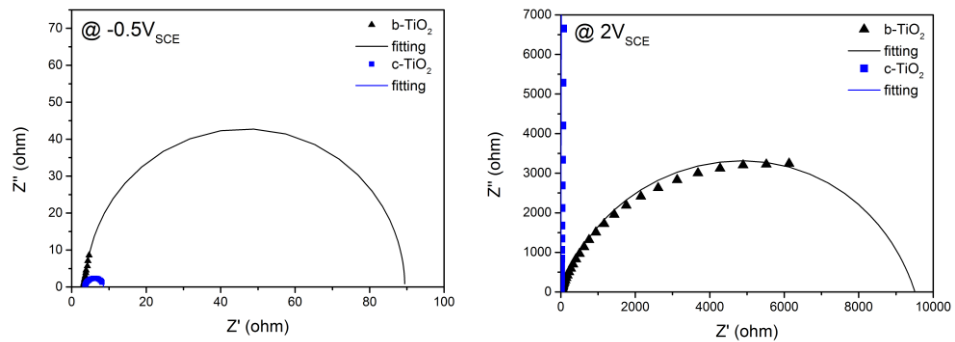 @ -0.5V_SCE
b-TiO₂
fitting
c-TiO₂
fitting
75
70
60
50
40
30
20
10
0
Z'' (ohm)
0 20 40 60 80 100
Z' (ohm)
@ 2V_SCE
b-TiO₂
fitting
c-TiO₂
fitting
7000
6000
5000
4000
3000
2000
1000
0
Z'' (ohm)
0 2000 4000 6000 8000 10000
Z' (ohm)